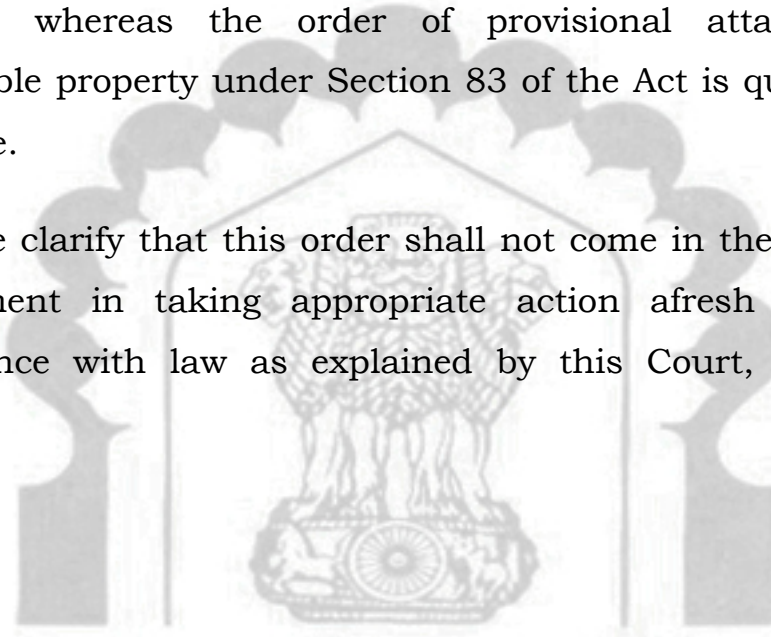 whereas the order of provisional atta
ble property under Section 83 of the Act is qu
e.
e clarify that this order shall not come in the
nent in taking appropriate action afresh
nce with law as explained by this Court,